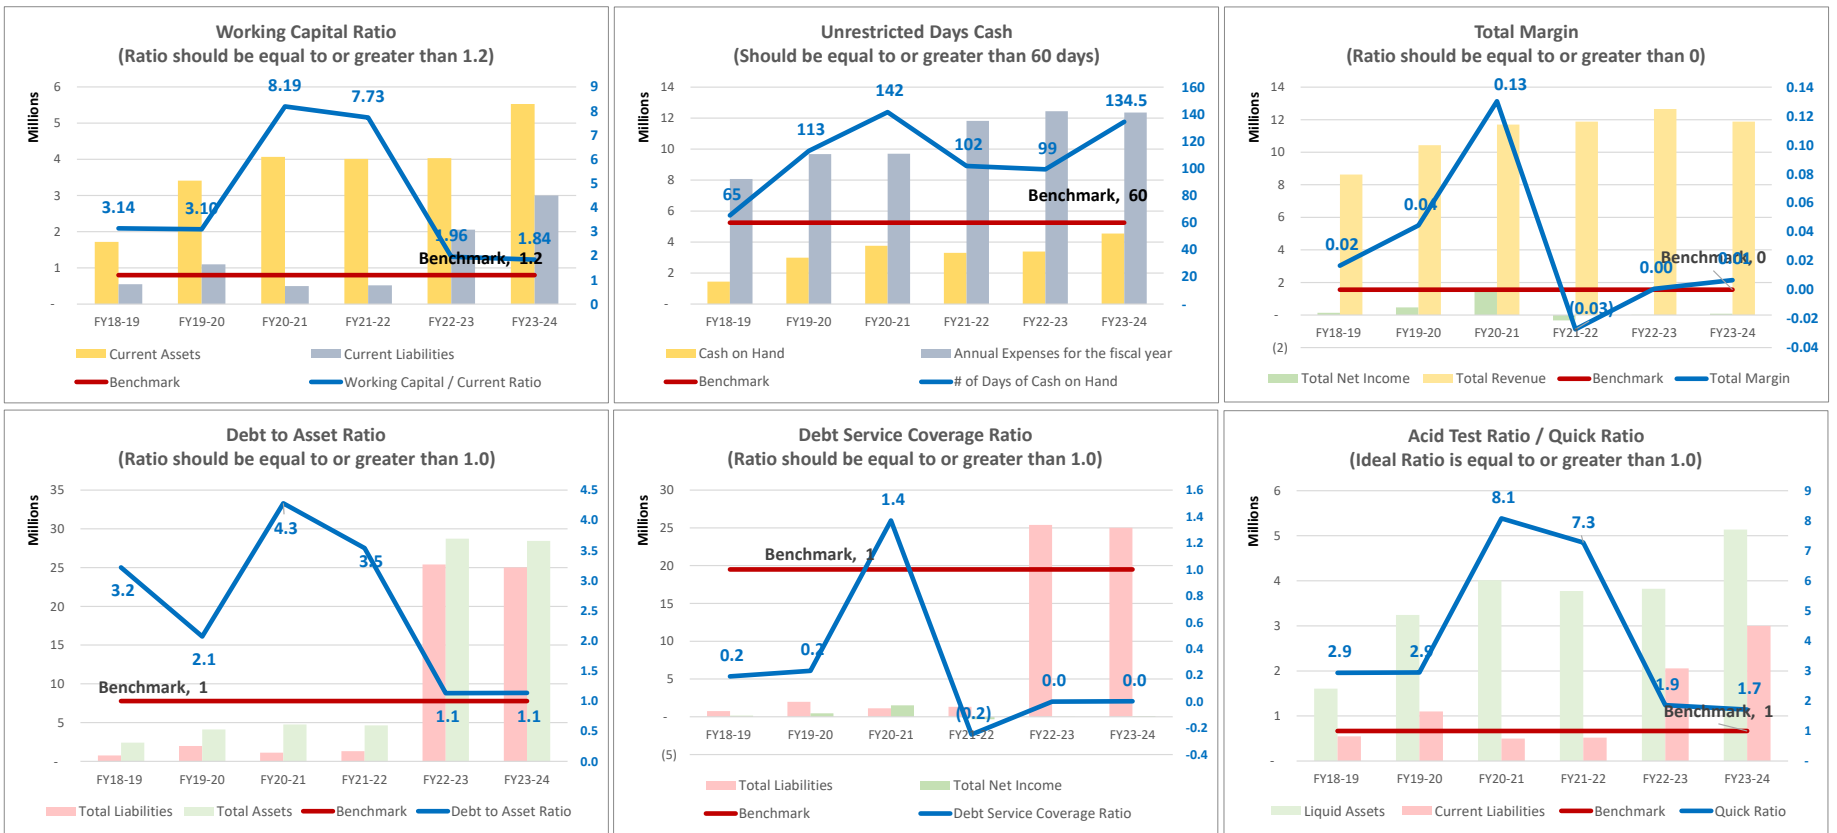 Working Capital Ratio
(Ratio should be equal to or greater than 1.2)
Millions
6
5
4
3
2
1
-
9
8
7
6
5
4
3
2
1
0
3.14
3.10
8.19
7.73
1.96
1.84
Benchmark, 1.2
FY18-19
FY19-20
FY20-21
FY21-22
FY22-23
FY23-24
Current Assets
Current Liabilities
Benchmark
Working Capital / Current Ratio
Unrestricted Days Cash
(Should be equal to or greater than 60 days)
Millions
14
12
10
8
6
4
2
-
160
140
120
100
80
60
40
20
-
65
113
142
102
99
134.5
Benchmark, 60
FY18-19
FY19-20
FY20-21
FY21-22
FY22-23
FY23-24
Cash on Hand
Annual Expenses for the fiscal year
Benchmark
# of Days of Cash on Hand
Total Margin
(Ratio should be equal to or greater than 0)
Millions
14
12
10
8
6
4
2
-
(2)
0.14
0.12
0.10
0.08
0.06
0.04
0.02
0.00
-0.02
-0.04
0.02
0.04
0.13
(0.03)
0.00
0.01
Benchmark, 0
FY18-19
FY19-20
FY20-21
FY21-22
FY22-23
FY23-24
Total Net Income
Total Revenue
Benchmark
Total Margin
Debt to Asset Ratio
(Ratio should be equal to or greater than 1.0)
Millions
35
30
25
20
15
10
5
-
4.5
4.0
3.5
3.0
2.5
2.0
1.5
1.0
0.5
0.0
3.2
2.1
4.3
3.5
1.1
1.1
Benchmark, 1
FY18-19
FY19-20
FY20-21
FY21-22
FY22-23
FY23-24
Total Liabilities
Total Assets
Benchmark
Debt to Asset Ratio
Debt Service Coverage Ratio
(Ratio should be equal to or greater than 1.0)
Millions
30
25
20
15
10
5
-
(5)
1.6
1.4
1.2
1.0
0.8
0.6
0.4
0.2
0.0
-0.2
-0.4
0.2
0.2
1.4
(0.2)
0.0
0.0
Benchmark, 1
FY18-19
FY19-20
FY20-21
FY21-22
FY22-23
FY23-24
Total Liabilities
Total Net Income
Benchmark
Debt Service Coverage Ratio
Acid Test Ratio / Quick Ratio
(Ideal Ratio is equal to or greater than 1.0)
Millions
6
5
4
3
2
1
-
9
8
7
6
5
4
3
2
1
-
2.9
2.9
8.1
7.3
1.9
1.7
Benchmark, 1
FY18-19
FY19-20
FY20-21
FY21-22
FY22-23
FY23-24
Liquid Assets
Current Liabilities
Benchmark
Quick Ratio